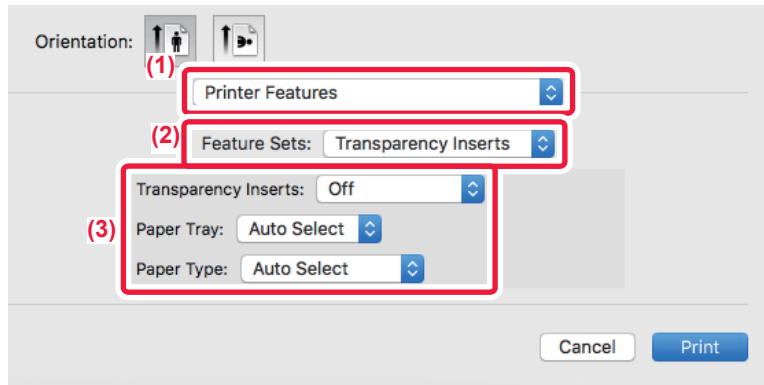 Orientation:
(1)
Printer Features
(2) Feature Sets: Transparency Inserts
Transparency Inserts: Off
(3) Paper Tray: Auto Select
Paper Type: Auto Select
Cancel Print